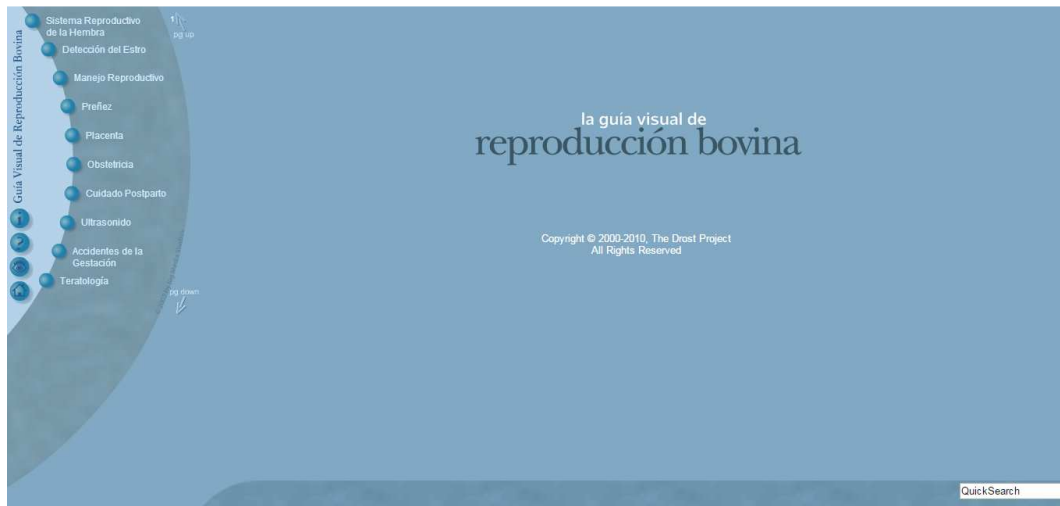 Guía Visual de Reproducción Bovina
Sistema Reproductivo
de la Hembra
Detección del Estro
Manejo Reproductivo
Preñez
Placenta
Obstetricia
Cuidado Postparto
Ultrasonido
Accidentes de la
Gestación
Teratología
1
pg up
pg down
la guía visual de
reproducción bovina
Copyright © 2000-2010, The Drost Project
All Rights Reserved
QuickSearch